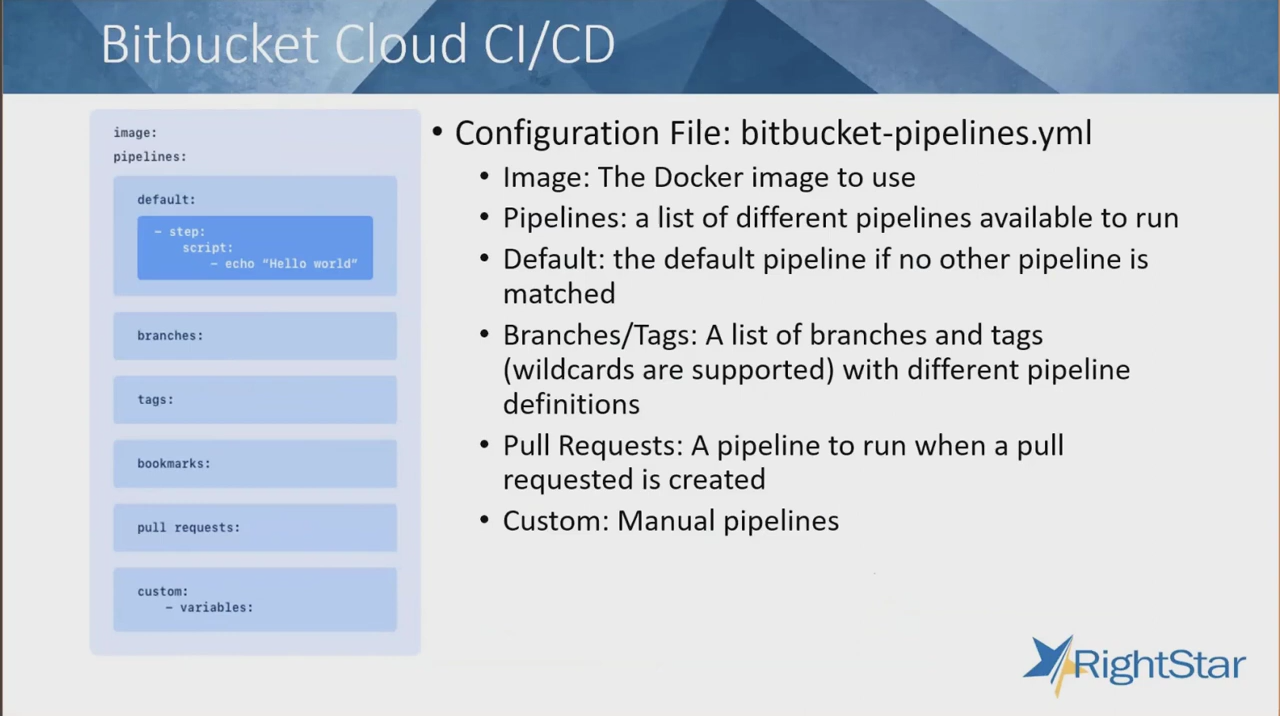 Bitbucket Cloud CI/CD
image:
pipelines:
default:
- step:
script:
- echo "Hello world"
branches:
tags:
bookmarks:
pull requests:
custom:
- variables:
• Configuration File: bitbucket-pipelines.yml
• Image: The Docker image to use
• Pipelines: a list of different pipelines available to run
• Default: the default pipeline if no other pipeline is
matched
• Branches/Tags: A list of branches and tags
(wildcards are supported) with different pipeline
definitions
• Pull Requests: A pipeline to run when a pull
requested is created
• Custom: Manual pipelines
RightStar